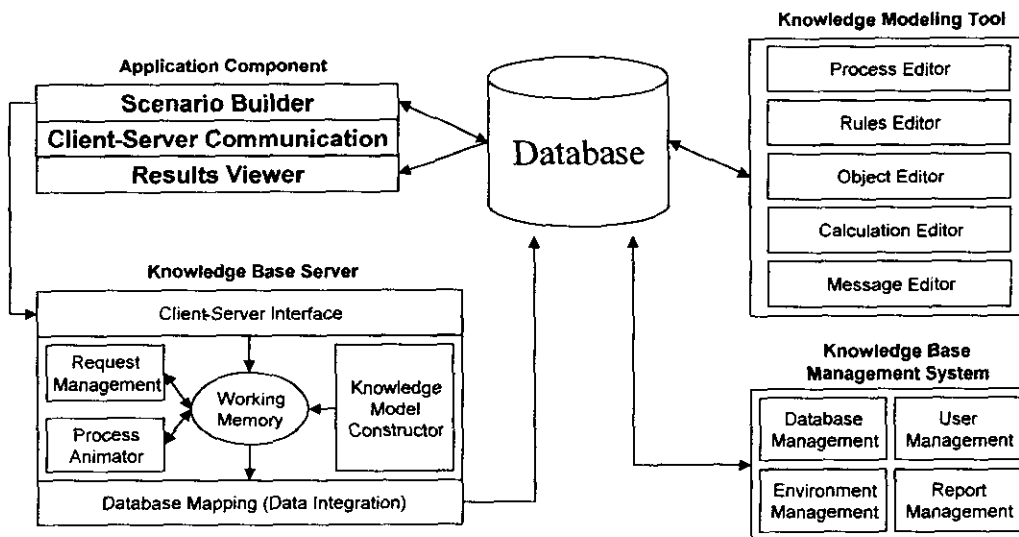 Application Component
Scenario Builder
Client-Server Communication
Results Viewer
Database
Knowledge Modeling Tool
Process Editor
Rules Editor
Object Editor
Calculation Editor
Message Editor
Knowledge Base Server
Client-Server Interface
Request
Management
Process
Animator
Working
Memory
Knowledge
Model
Constructor
Database Mapping (Data Integration)
Knowledge Base
Management System
Database
Management
User
Management
Environment
Management
Report
Management